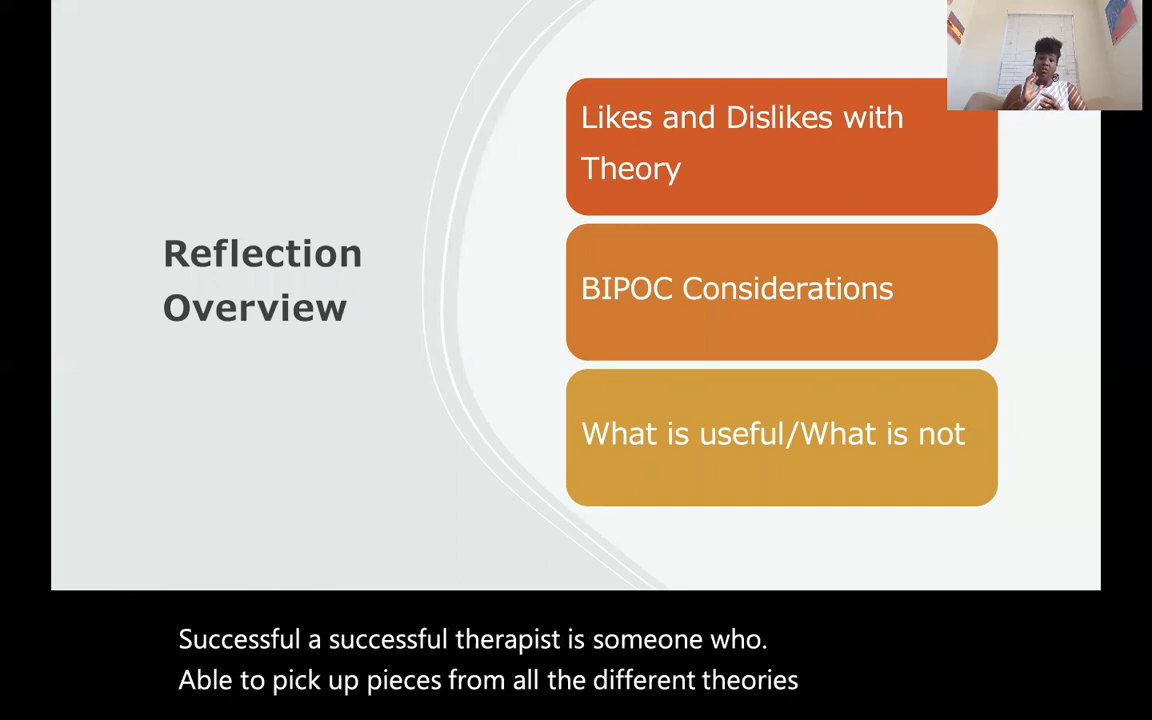 Reflection
Overview
Likes and Dislikes with
Theory
BIPOC Considerations
What is useful/What is not
Successful a successful therapist is someone who.
Able to pick up pieces from all the different theories